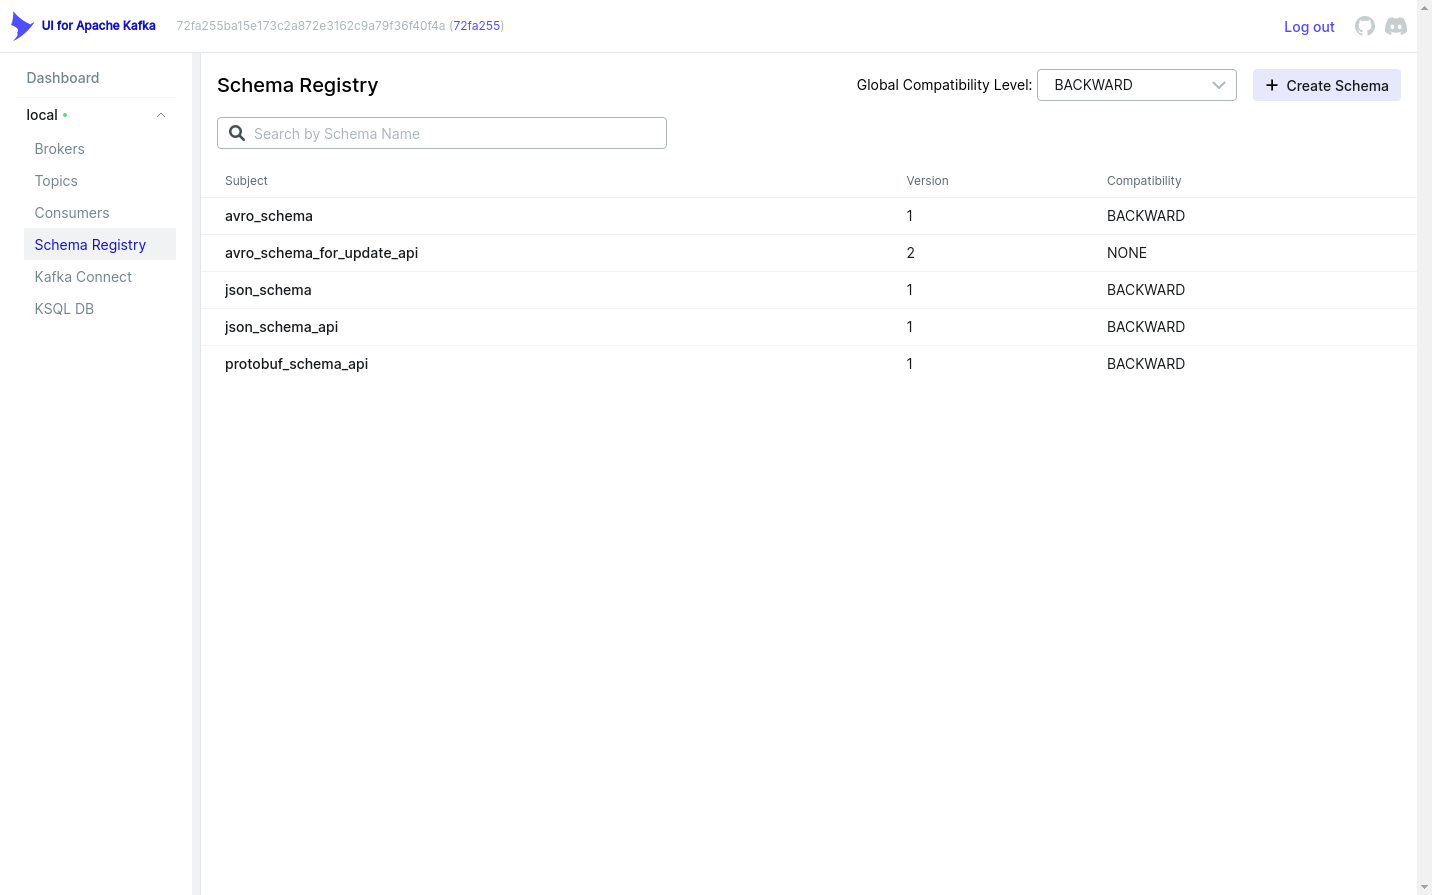 UI for Apache Kafka
72fa255ba15e173c2a872e3162c9a79f36f40f4a (72fa255)
Log out
Dashboard
local
Brokers
Topics
Consumers
Schema Registry
Kafka Connect
KSQL DB
Schema Registry
Global Compatibility Level: BACKWARD
Create Schema
Search by Schema Name
Subject Version Compatibility
avro_schema 1 BACKWARD
avro_schema_for_update_api 2 NONE
json_schema 1 BACKWARD
json_schema_api 1 BACKWARD
protobuf_schema_api 1 BACKWARD